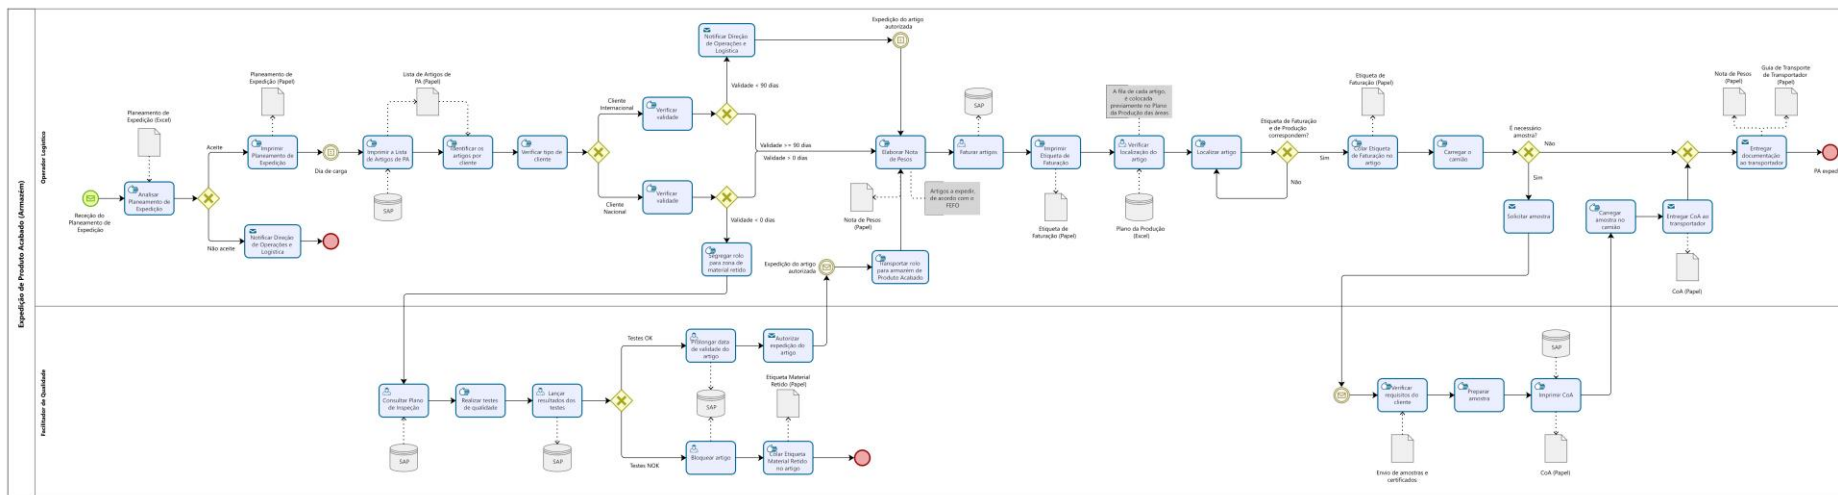 Expedição de Produto Acabado (Armazém)
Operador Logístico
Receção do
Planeamento de
Expedição
Planeamento de
Expedição (Excel)
Analisar
Planeamento de
Expedição
Aceite
Não aceite
Planeamento de
Expedição (Papel)
Imprimir
Planeamento de
Expedição
Notificar Direção
de Operações e
Logística
Dia de carga
Lista de Artigos de
PA (Papel)
Imprimir a Lista
de Artigos de PA
SAP
Identificar os
artigos por
cliente
Verificar tipo de
cliente
Cliente
Internacional
Cliente
Nacional
Verificar
validade
Verificar
validade
Notificar Direção
de Operações e
Logística
Validade < 90 dias
Validade >= 90 dias
Validade > 0 dias
Validade < 0 dias
Segregar rolo
para zona de
material retido
Expedição do artigo
autorizada
Expedição do artigo
autorizada
Transportar rolo
para armazém de
Produto Acabado
Elaborar Nota
de Pesos
Nota de Pesos
(Papel)
Artigos a expedir,
de acordo com o
FEFO
SAP
Faturar artigos
Imprimir
Etiqueta de
Faturação
Etiqueta de
Faturação (Papel)
A fila de cada artigo,
é colocada
previamente no Plano
de Produção das áreas
Verificar
localização do
artigo
Plano da Produção
(Excel)
Localizar artigo
Etiqueta de Faturação
e de Produção
correspondem?
Sim
Não
Etiqueta de
Faturação (Papel)
Colar Etiqueta
de Faturação no
artigo
Carregar o
camião
É necessário
amostra?
Não
Sim
Solicitar amostra
Carregar
amostra no
camião
Entregar CoA ao
transportador
CoA (Papel)
Nota de Pesos
(Papel)
Guia de Transporte
de Transportador
(Papel)
Entregar
documentação
ao transportador
PA exped
Facilitador de Qualidade
Consultar Plano
de Inspeção
SAP
Realizar testes
de qualidade
Lançar
resultados dos
testes
SAP
Testes OK
Testes NOK
Prolongar data
de validade do
artigo
Autorizar
expedição do
artigo
SAP
Etiqueta Material
Retido (Papel)
Bloquear artigo
Colar Etiqueta
Material Retido
no artigo
Verificar
requisitos do
cliente
Envio de amostras e
certificados
Preparar
amostra
SAP
Imprime CoA
CoA (Papel)